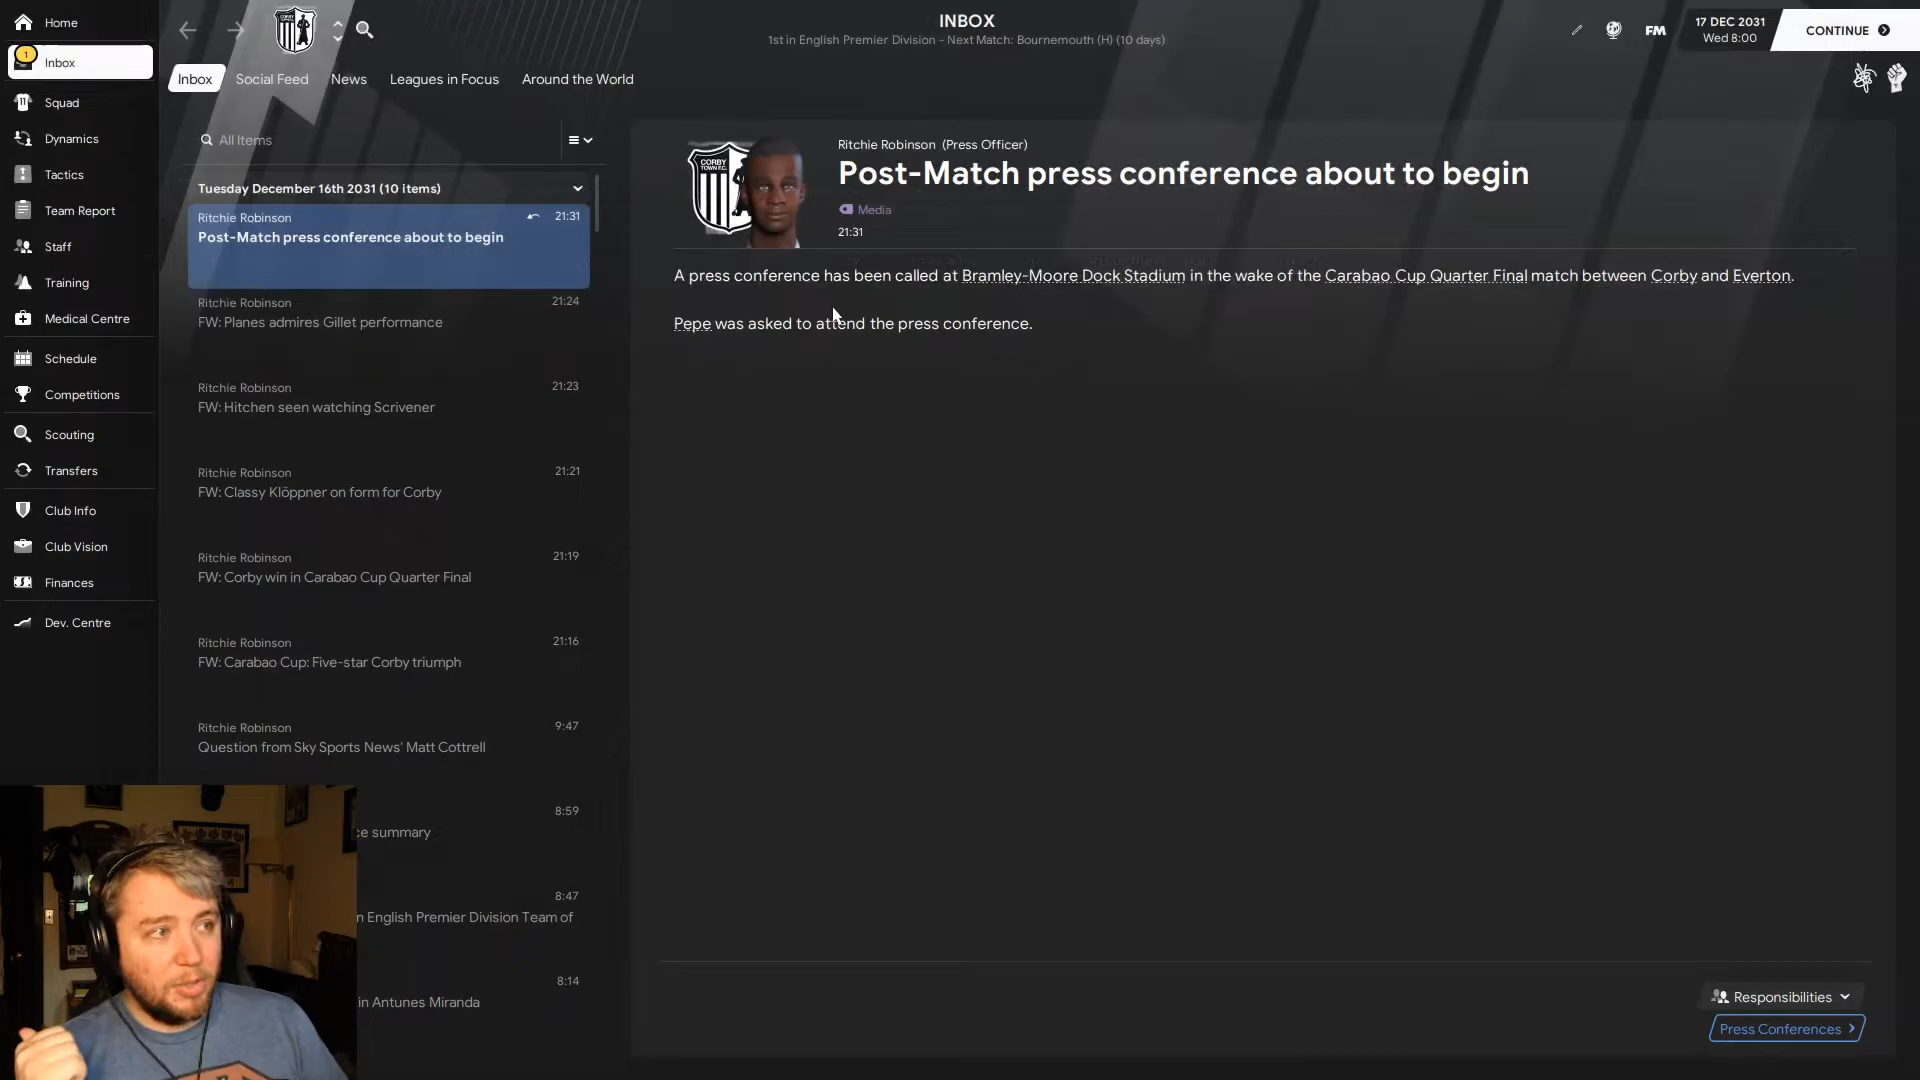 Home
INBOX
1st in English Premier Division - Next Match: Bournemouth (H) (10 days)
FM
17 DEC 2031
Wed 8:00
CONTINUE
1
Inbox
Squad
Dynamics
Tactics
Team Report
Staff
Training
Medical Centre
Schedule
Competitions
Scouting
Transfers
Club Info
Club Vision
Finances
Dev. Centre
Inbox Social Feed News Leagues in Focus Around the World
All Items
Tuesday December 16th 2031 (10 items)
Ritchie Robinson 21:31
Post-Match press conference about to begin
Ritchie Robinson 21:24
FW: Planes admires Gillet performance
Ritchie Robinson 21:23
FW: Hitchen seen watching Scrivener
Ritchie Robinson 21:21
FW: Classy Klöppner on form for Corby
Ritchie Robinson 21:19
FW: Corby win in Carabao Cup Quarter Final
Ritchie Robinson 21:16
FW: Carabao Cup: Five-star Corby triumph
Ritchie Robinson 9:47
Question from Sky Sports News' Matt Cottrell
8:59
ce summary
8:47
n English Premier Division Team of
8:14
in Antunes Miranda
CORBY
TOWN F.C.
Ritchie Robinson (Press Officer)
Post-Match press conference about to begin
Media
21:31
A press conference has been called at Bramley-Moore Dock Stadium in the wake of the Carabao Cup Quarter Final match between Corby and Everton.
Pepe was asked to attend the press conference.
Responsibilities
Press Conferences